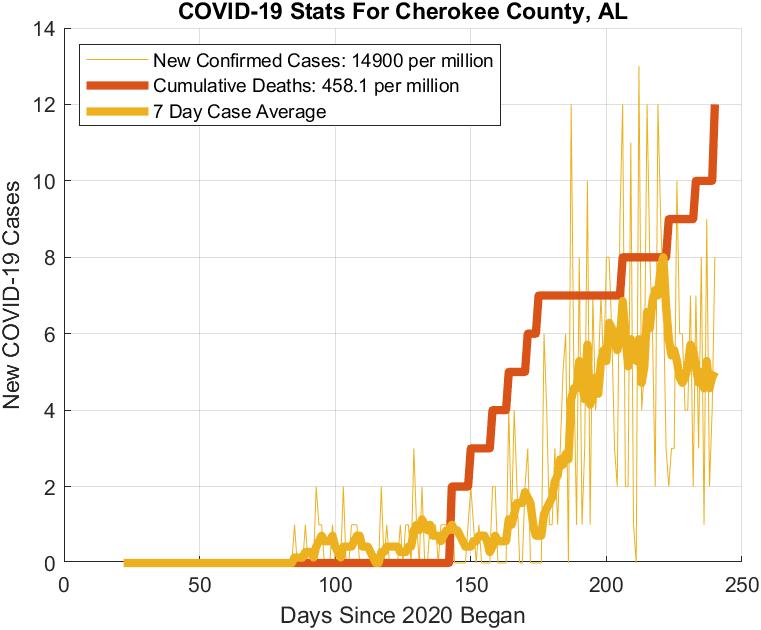 COVID-19 Stats For Cherokee County, AL
14
12
10
8
6
4
2
0
New COVID-19 Cases
New Confirmed Cases: 14900 per million
Cumulative Deaths: 458.1 per million
7 Day Case Average
0 50 100 150 200 250
Days Since 2020 Began